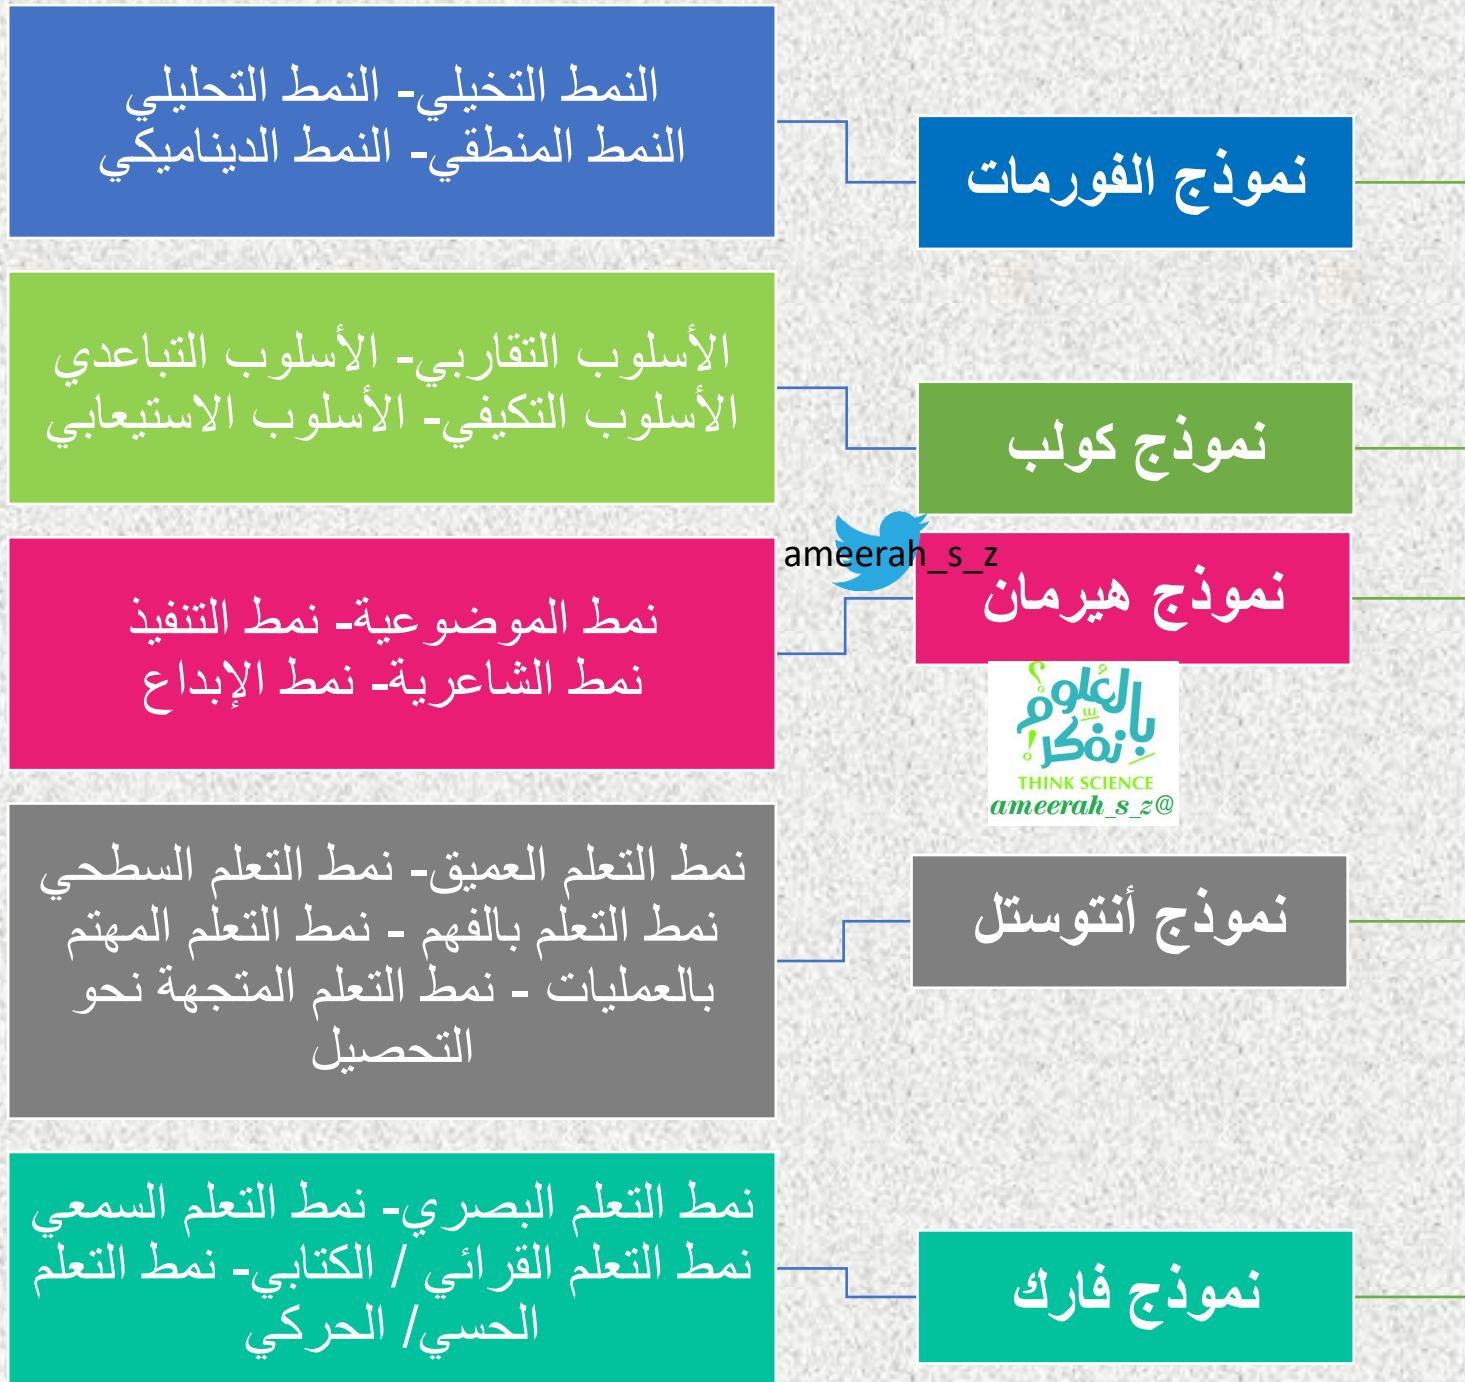 نموذج الفورمات
النمط التخيلي- النمط التحليلي
النمط المنطقي- النمط الديناميكي
نموذج كولب
الأسلوب التقاربي- الأسلوب التباعدي
الأسلوب التكيفي- الأسلوب الاستيعابي
ameerah_s_z
نموذج هيرمان
نمط الموضوعية- نمط التنفيذ
نمط الشاعرية- نمط الإبداع
بالعُلوم؟
نفكّر!
THINK SCIENCE
ameerah_s_z@
نموذج أنتوستل
نمط التعلم العميق- نمط التعلم السطحي
نمط التعلم بالفهم - نمط التعلم المهتم
بالعمليات - نمط التعلم المتجهة نحو
التحصيل
نموذج فارك
نمط التعلم البصري- نمط التعلم السمعي
نمط التعلم القرائي / الكتابي- نمط التعلم
الحسي/ الحركي